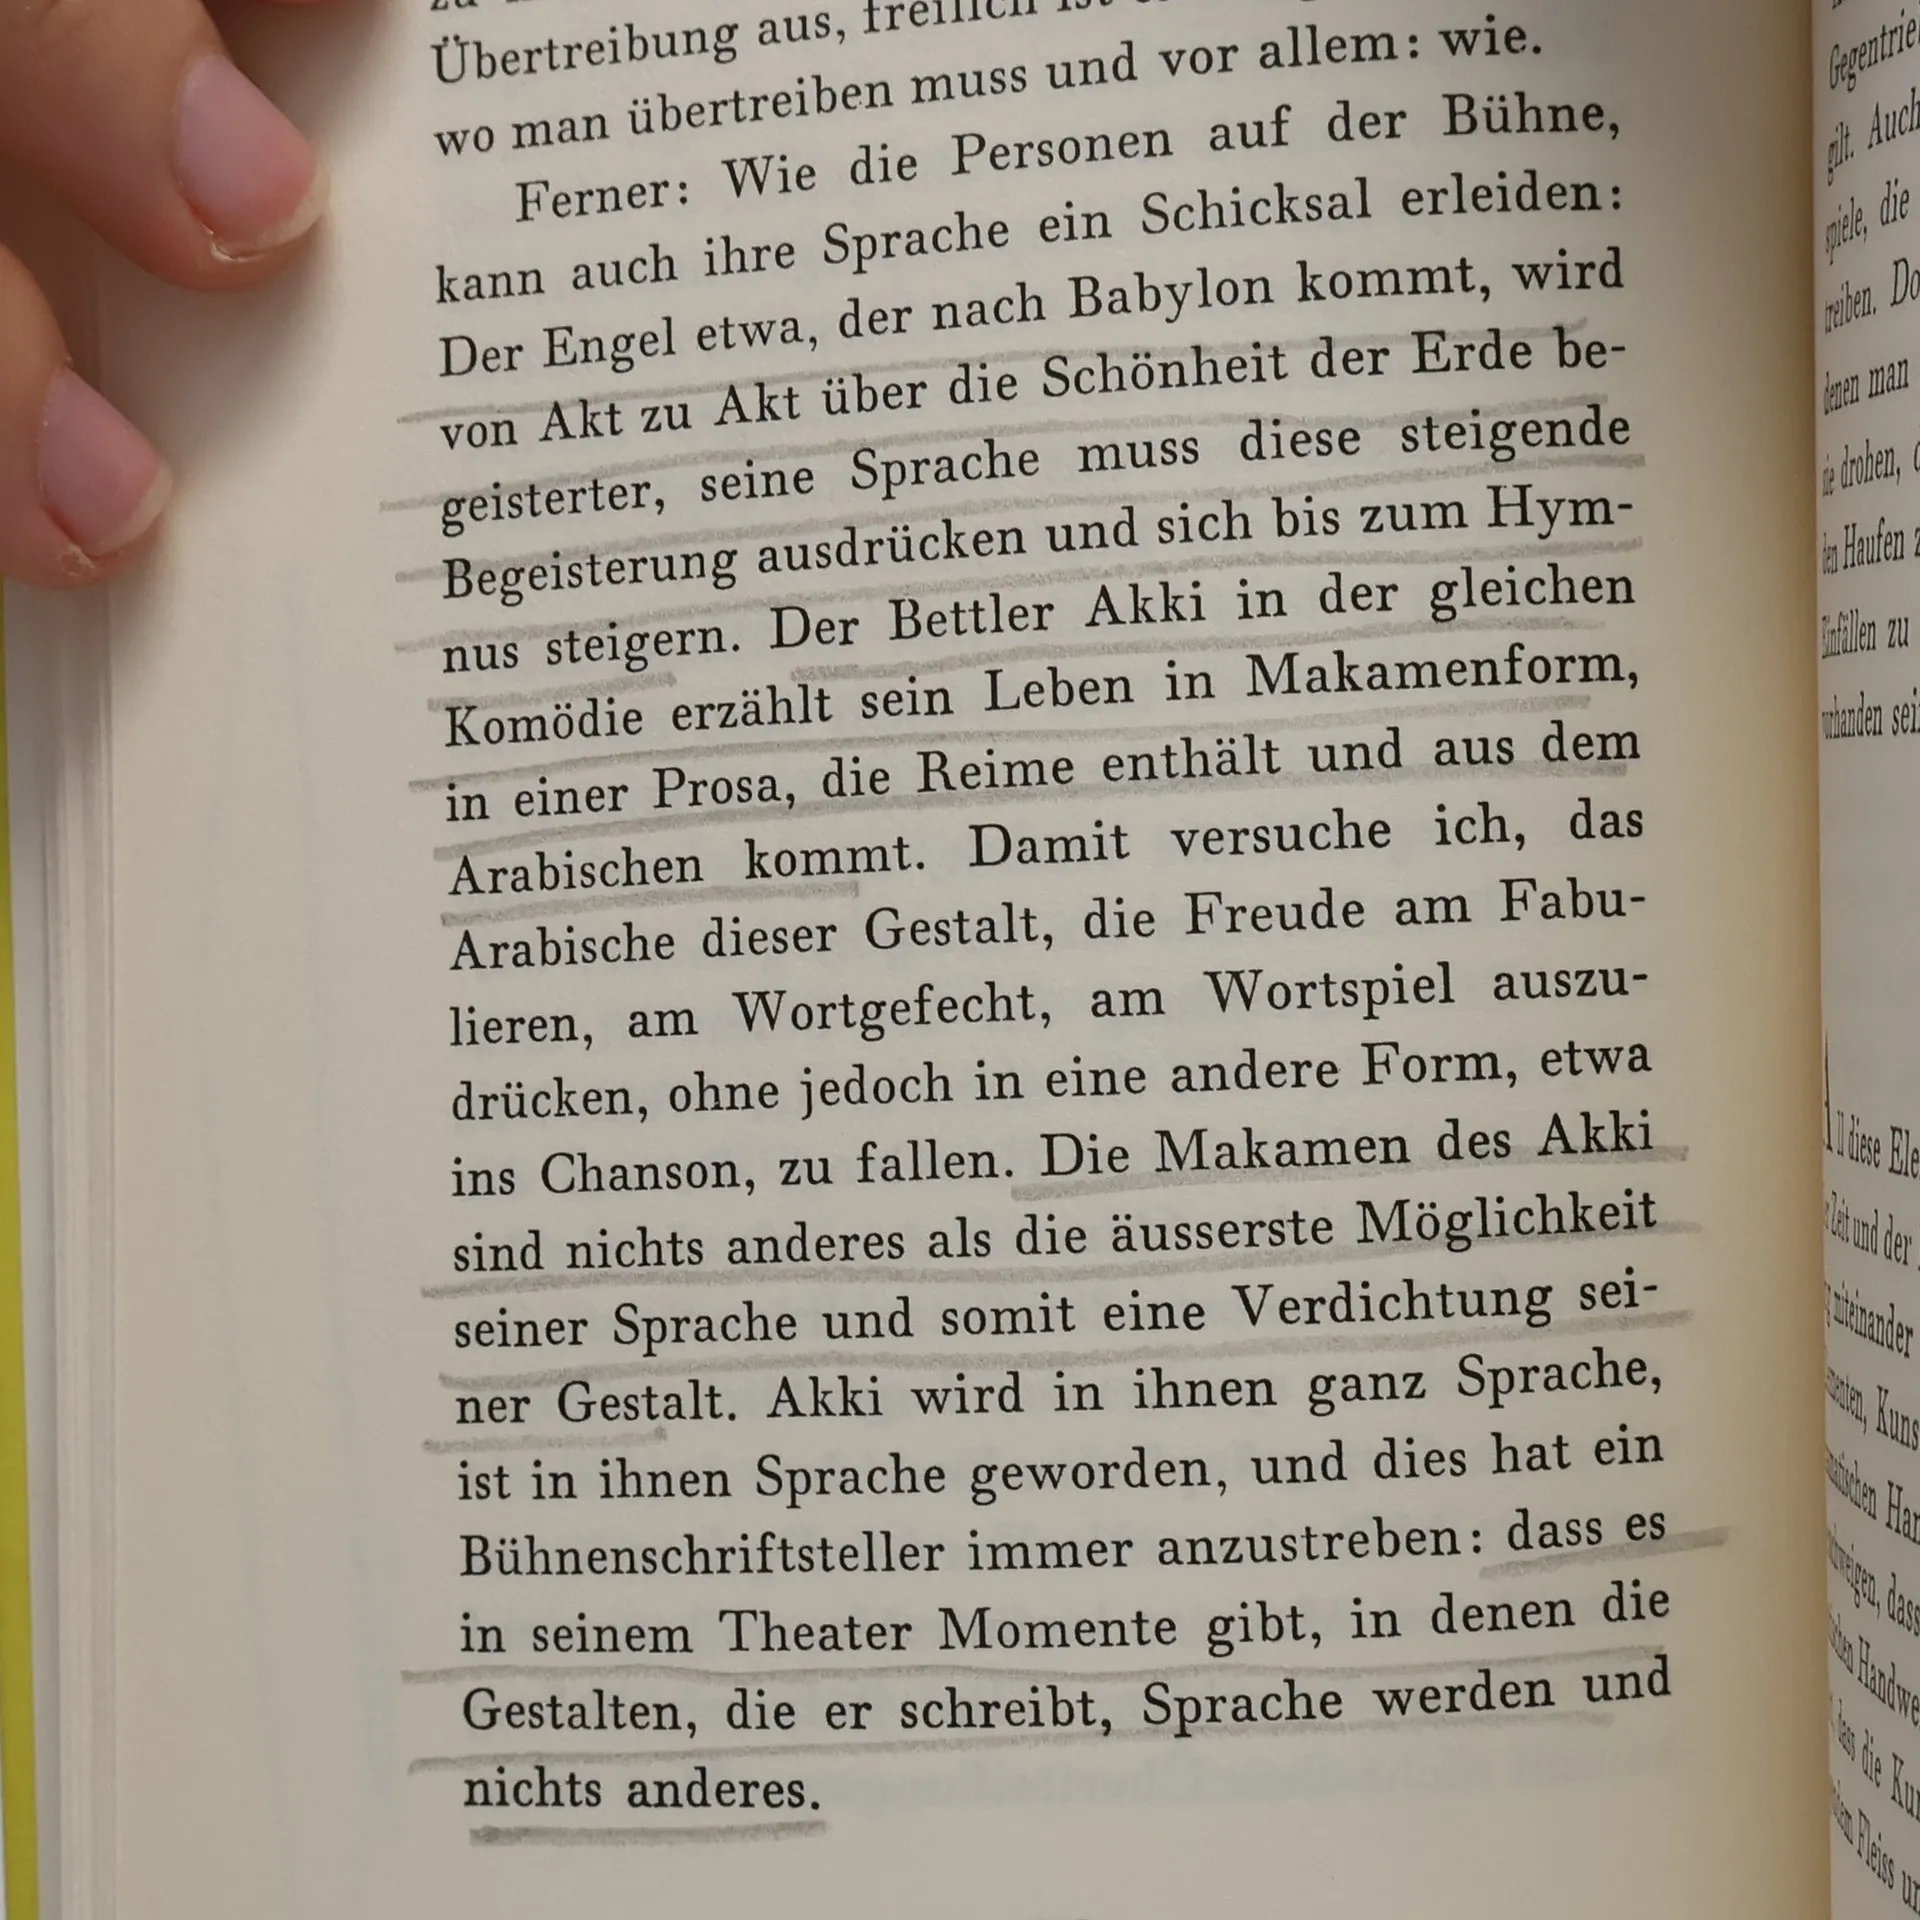 Übertreibung aus, freilich ist
wo man übertreiben muss und vor allem: wie.
Ferner: Wie die Personen auf der Bühne,
kann auch ihre Sprache ein Schicksal erleiden:
Der Engel etwa, der nach Babylon kommt, wird
von Akt zu Akt über die Schönheit der Erde be-
geisterter, seine Sprache muss diese steigende
Begeisterung ausdrücken und sich bis zum Hym-
nus steigern. Der Bettler Akki in der gleichen
Komödie erzählt sein Leben in Makamenform,
in einer Prosa, die Reime enthält und aus dem
Arabischen kommt. Damit versuche ich, das
Arabische dieser Gestalt, die Freude am Fabu-
lieren, am Wortgefecht, am Wortspiel auszu-
drücken, ohne jedoch in eine andere Form, etwa
ins Chanson, zu fallen. Die Makamen des Akki
sind nichts anderes als die äusserste Möglichkeit
seiner Sprache und somit eine Verdichtung sei-
ner Gestalt. Akki wird in ihnen ganz Sprache,
ist in ihnen Sprache geworden, und dies hat ein
Bühnenschriftsteller immer anzustreben: dass es
in seinem Theater Momente gibt, in denen die
Gestalten, die er schreibt, Sprache werden und
nichts anderes.
gilt. Auch
spiele, die
denen man
drohen,
den Haufen
Einfällen zu
vorhanden
All diese
Zeit und der
miteinander
dass
dass die
Fleiss